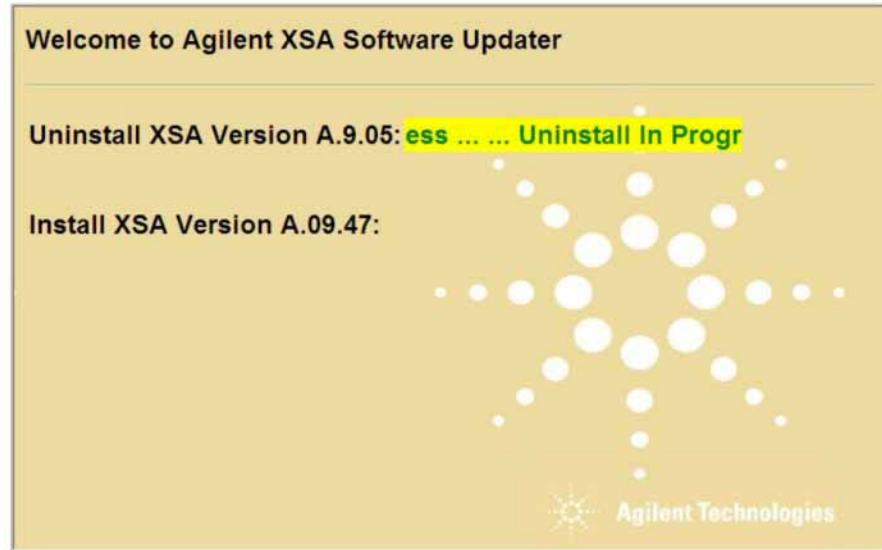 Welcome to Agilent XSA Software Updater
Uninstall XSA Version A.9.05: ess ... ... Uninstall In Progr
Install XSA Version A.09.47:
Agilent Technologies